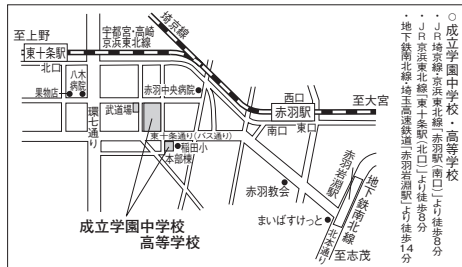 ○成立学園中学校・高等学校
・JR埼京線・京浜東北線「赤羽駅(南口)」より徒歩8分
・JR京浜東北線「東十条駅(北口)」より徒歩8分
・地下鉄南北線・埼玉高速鉄道「赤羽岩淵駅」より徒歩14分
至上野
東十条駅
北口
宇都宮・高崎
京浜東北線
埼京線
八木
病院
果物店
環七通り
武道場
赤羽中央病院
西口
赤羽駅
至大宮
南口
東口
東十条通り(バス通り)
稲田小
本部棟
赤羽岩淵駅
地下鉄南北線
赤羽教会
まいばすけっと
北本通り
至志茂
成立学園中学校
高等学校